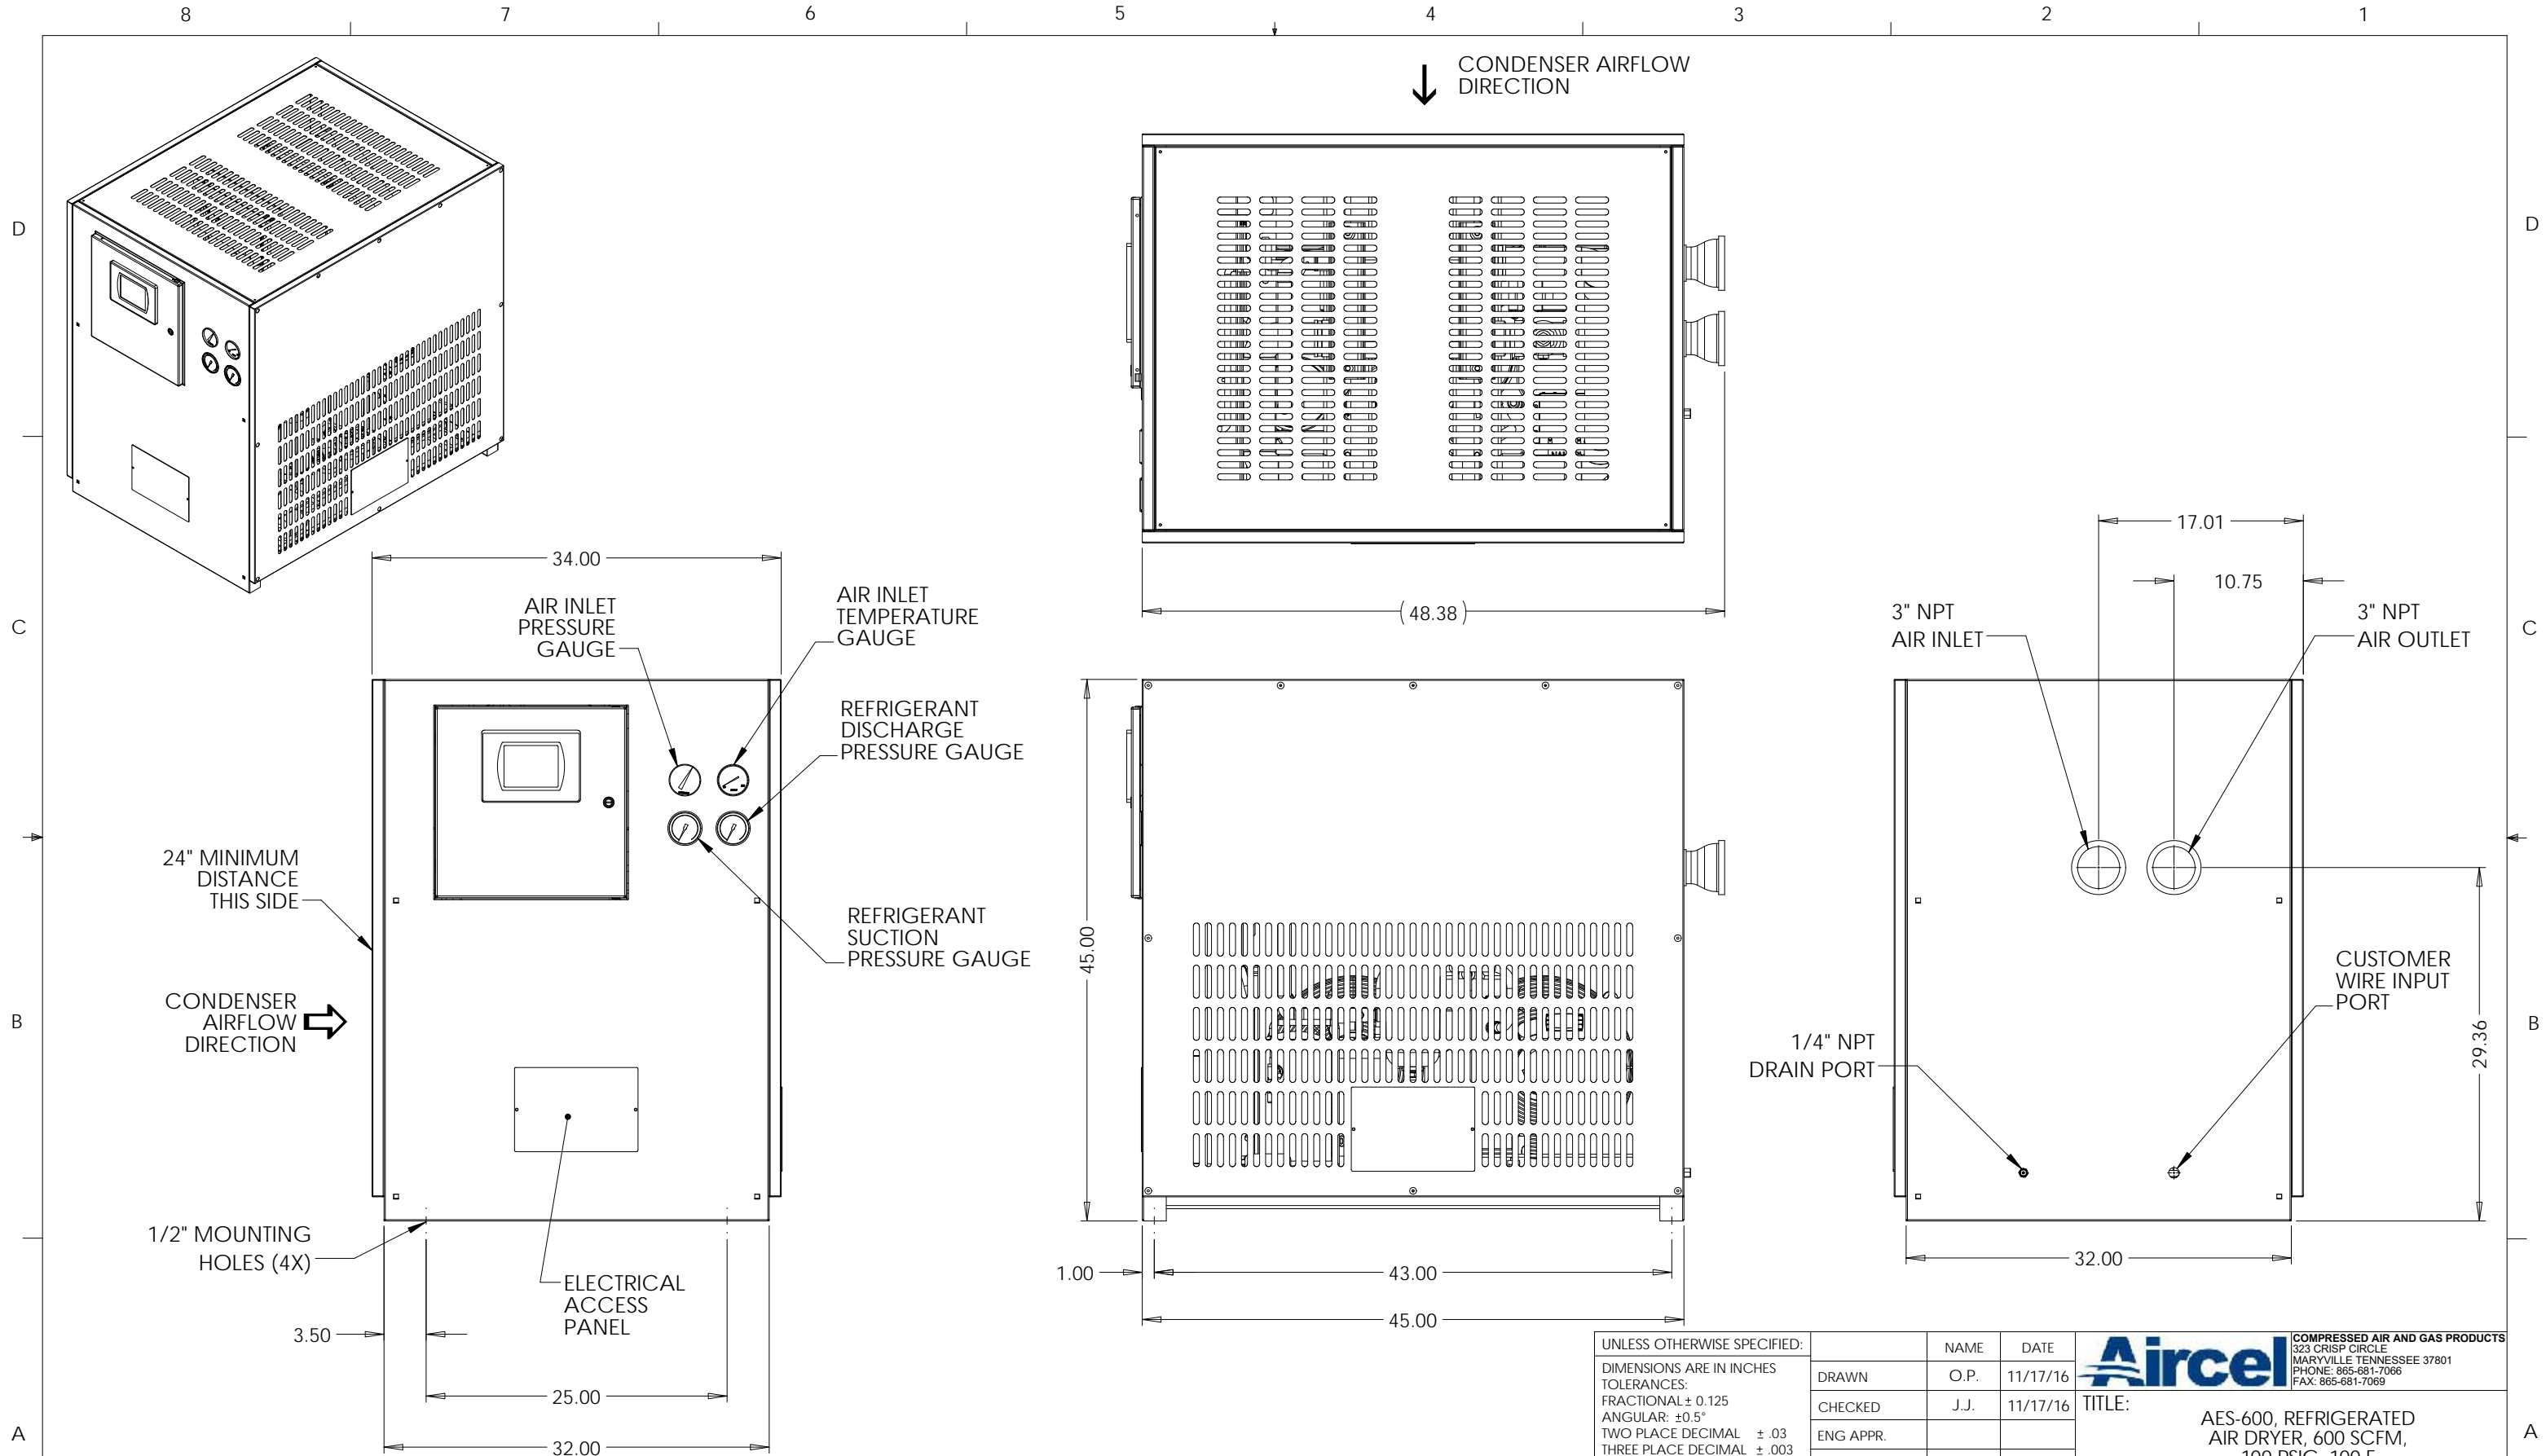 8 7 6 5 4 3 2 1
CONDENSER AIRFLOW
DIRECTION
D
D
34.00
AIR INLET
PRESSURE
GAUGE
AIR INLET
TEMPERATURE
GAUGE
REFRIGERANT
DISCHARGE
PRESSURE GAUGE
REFRIGERANT
SUCTION
PRESSURE GAUGE
C
C
(48.38)
17.01
10.75
3" NPT
AIR INLET
3" NPT
AIR OUTLET
24" MINIMUM
DISTANCE
THIS SIDE
CONDENSER
AIRFLOW
DIRECTION
B
B
45.00
CUSTOMER
WIRE INPUT
PORT
1/4" NPT
DRAIN PORT
29.36
1/2" MOUNTING
HOLES (4X)
ELECTRICAL
ACCESS
PANEL
3.50
25.00
32.00
1.00
43.00
45.00
32.00
A
A
UNLESS OTHERWISE SPECIFIED:
DIMENSIONS ARE IN INCHES
TOLERANCES:
FRACTIONAL ± 0.125
ANGULAR: ±0.5°
TWO PLACE DECIMAL ± .03
THREE PLACE DECIMAL ± .003
NAME DATE
DRAWN O.P. 11/17/16
CHECKED J.J. 11/17/16
ENG APPR.
Aircel
COMPRESSED AIR AND GAS PRODUCTS
323 CRISP CIRCLE
MARYVILLE TENNESSEE 37801
PHONE: 865-681-7066
FAX: 865-681-7069
TITLE:
AES-600, REFRIGERATED
AIR DRYER, 600 SCFM,
100 PSIG, 100 F